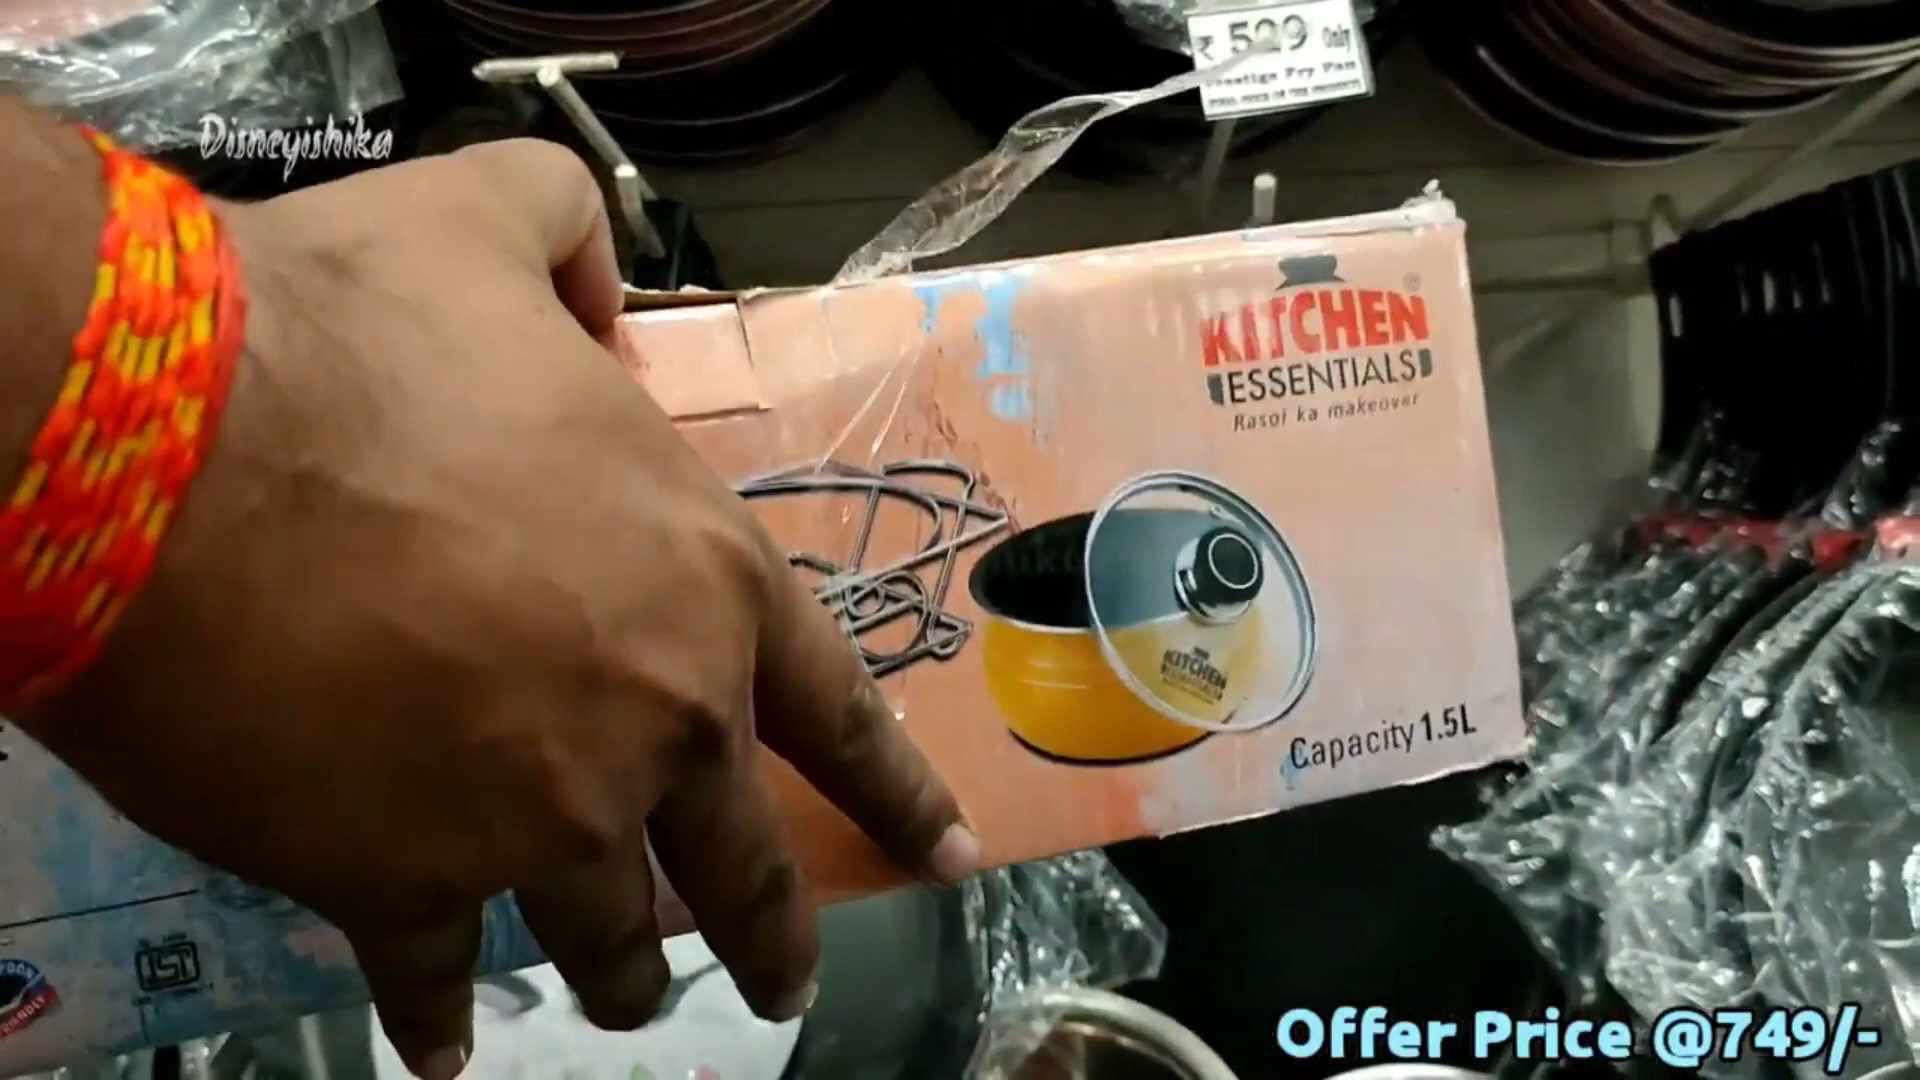 ₹ 529 Only
Prestige Fry Pan
Disneyishika
KITCHEN
ESSENTIALS
Rasoi ka makeover
KITCHEN
ESSENTIALS
Capacity 1.5L
ISI
Offer Price @749/-